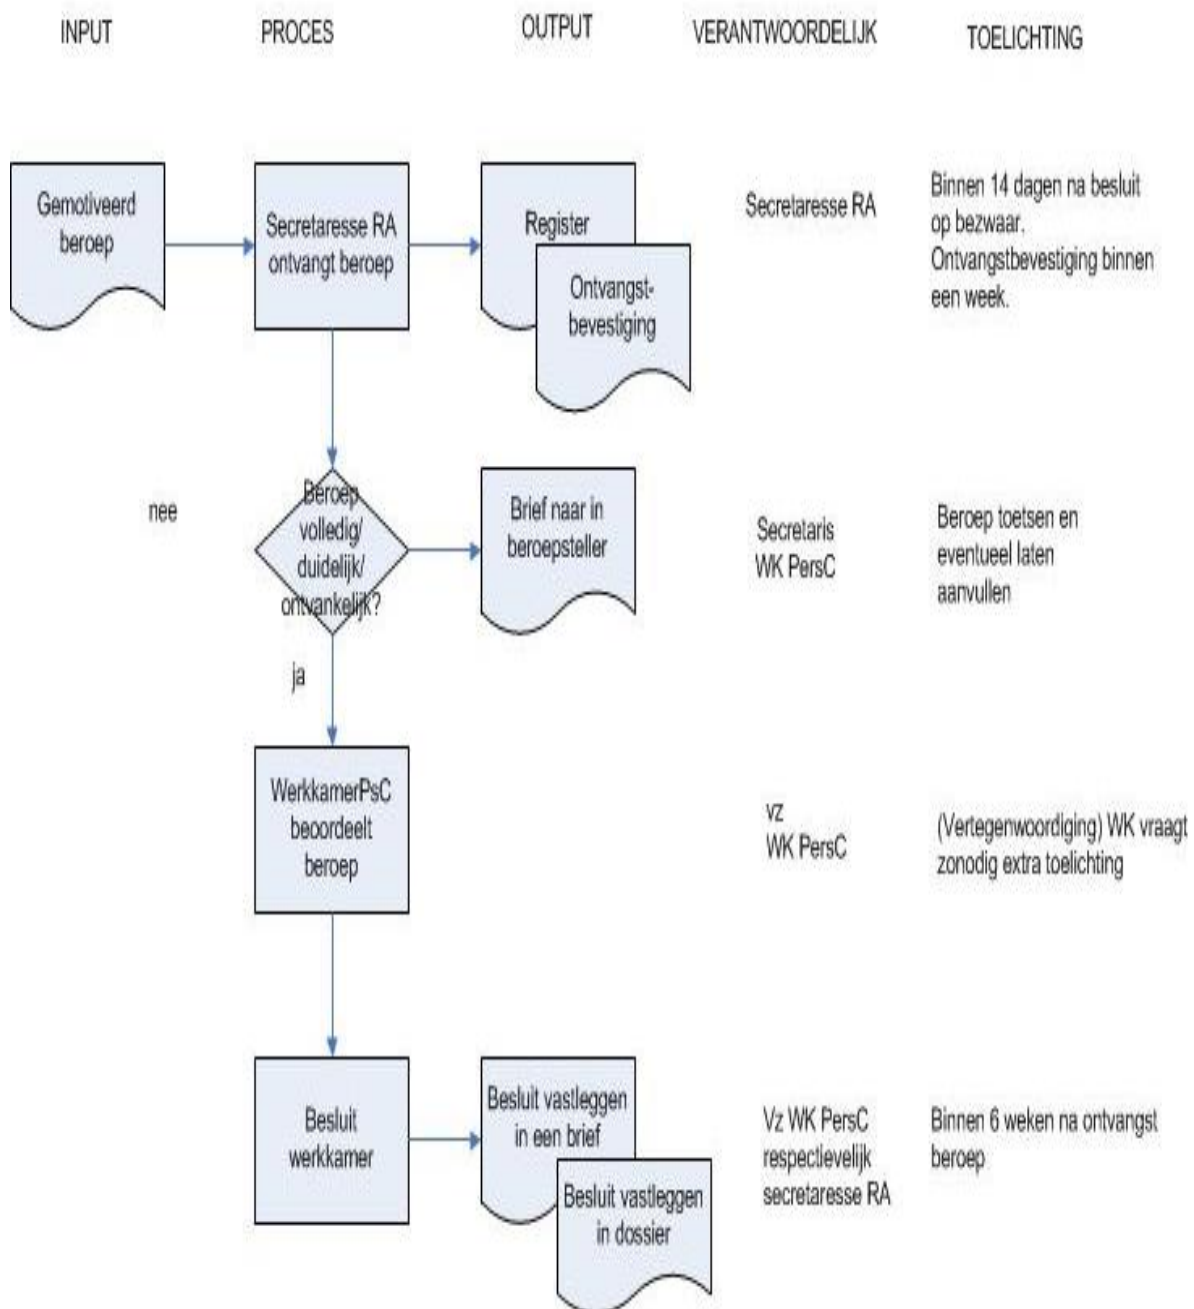 INPUT
PROCES
OUTPUT
VERANTWOORDELIJK
TOELICHTING
Gemotiveerd
beroep
Secretaresse RA
ontvangt beroep
Register
Ontvangst-
bevestiging
Secretaresse RA
Binnen 14 dagen na besluit
op bezwaar.
Ontvangstbevestiging binnen
een week.
nee
Beroep
volledig/
duidelijk/
ontvankelijk?
Brief naar in
beroepsteller
Secretaris
WK PersC
Beroep toetsen en
eventueel laten
aanvullen
ja
WerkkamerPsC
beoordeelt
beroep
vz
WK PersC
(Vertegenwoordiging) WK vraagt
zonodig extra toelichting
Besluit
werkkamer
Besluit vastleggen
in een brief
Besluit vastleggen
in dossier
Vz WK PersC
respectlevelijk
secretaresse RA
Binnen 6 weken na ontvangst
beroep